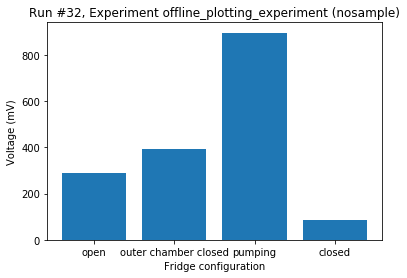 Run #32, Experiment offline_plotting_experiment (nosample)
800
600
400
200
0
Voltage (mV)
open outer chamber closed pumping closed
Fridge configuration